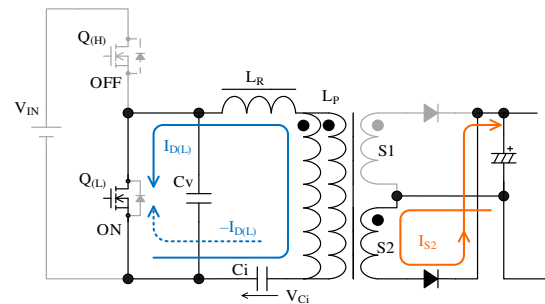 Q(H)
OFF
VIN
LR
LP
ID(L)
S1
Q(L)
Cv
+
ON
−ID(L)
S2
IS2
Ci
VCi